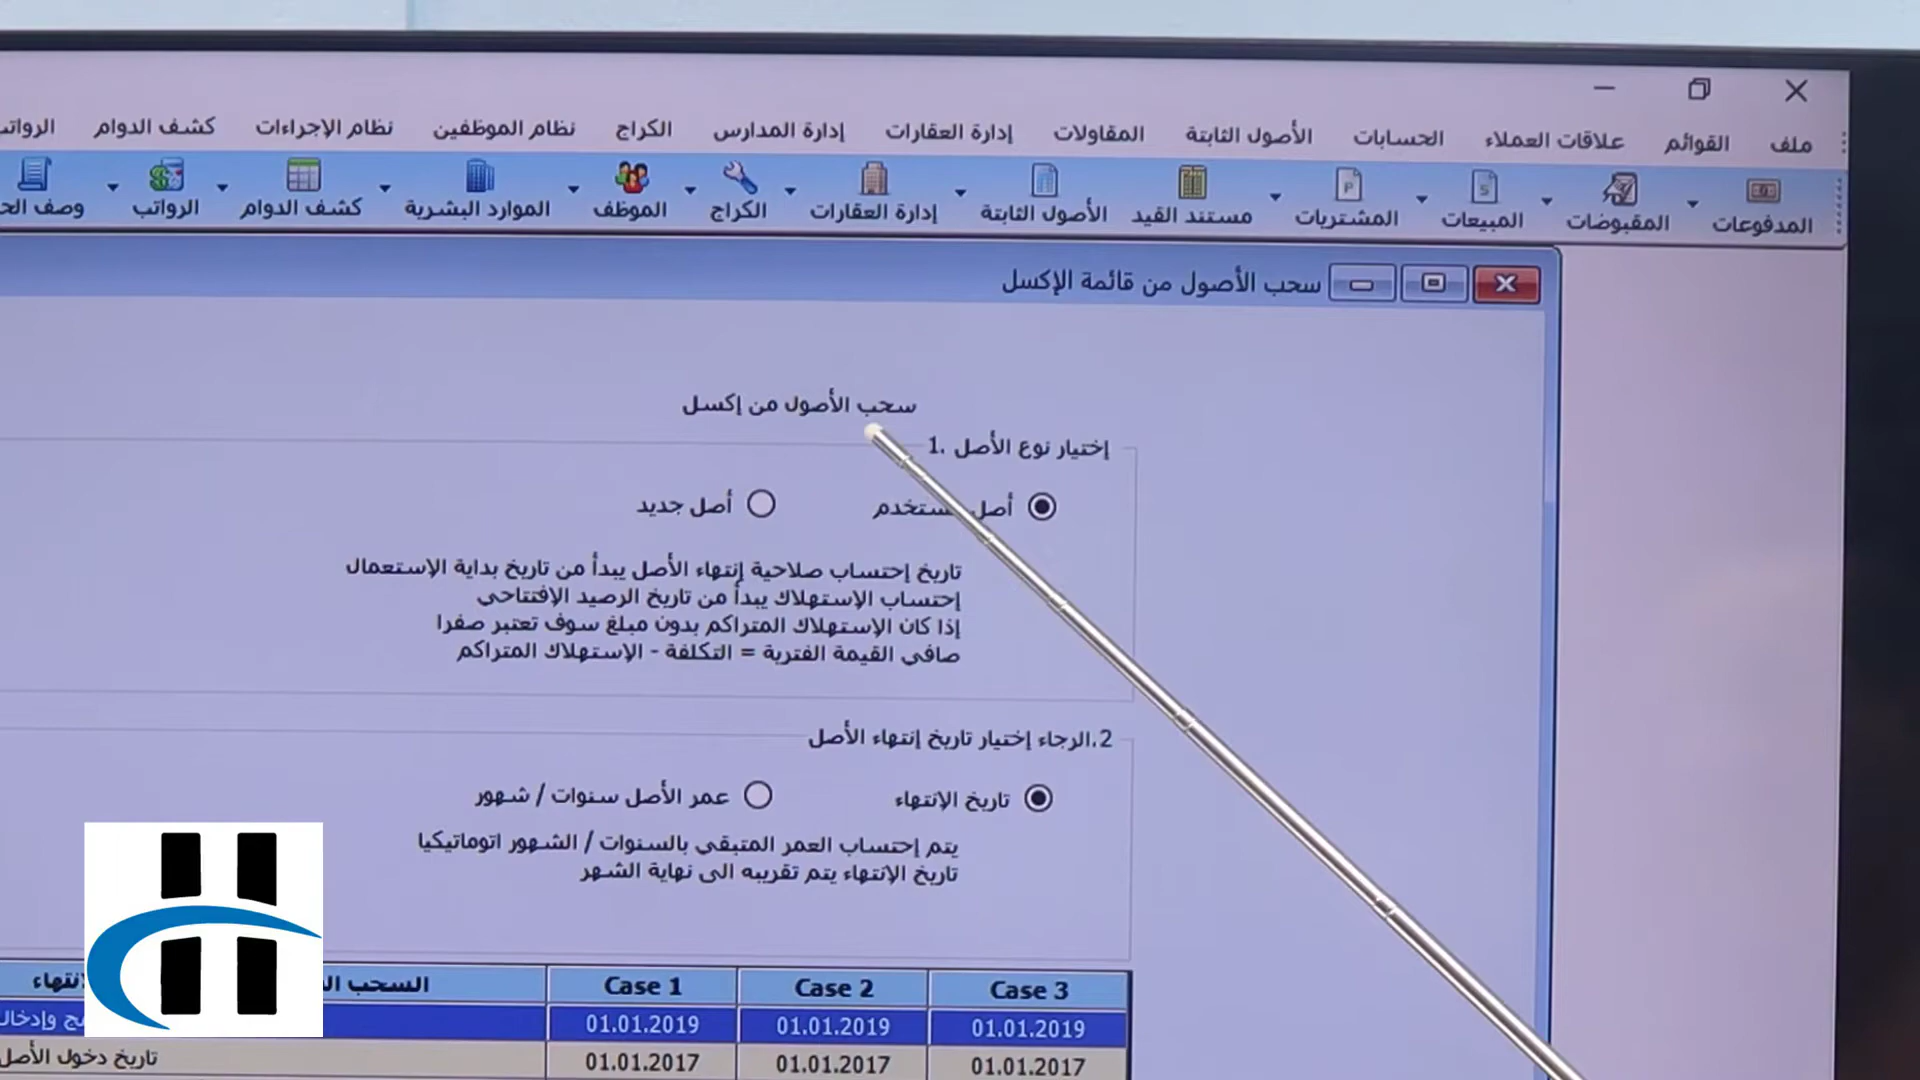 ملف القوائم علاقات العملاء الحسابات الأصول الثابتة المقاولات إدارة العقارات إدارة المدارس الكراج نظام الموظفين نظام الإجراءات كشف الدوام
المدفوعات المقبوضات المبيعات المشتريات مستند القيد الأصول الثابتة إدارة العقارات الكراج الموظف الموارد البشرية كشف الدوام الرواتب وصف
سحب الأصول من قائمة الإكسل
سحب الأصول من إكسل
إختيار نوع الأصل .1
أصل مستخدم أصل جديد
تاريخ إحتساب صلاحية إنتهاء الأصل يبدأ من تاريخ بداية الإستعمال
إحتساب الإستهلاك يبدأ من تاريخ الرصيد الإفتتاحي
إذا كان الإستهلاك المتراكم بدون مبلغ سوف تعتبر صفرا
صافي القيمة الفترية = التكلفة - الإستهلاك المتراكم
2.الرجاء إختيار تاريخ إنتهاء الأصل
تاريخ الإنتهاء عمر الأصل سنوات / شهور
يتم إحتساب العمر المتبقي بالسنوات / الشهور اتوماتيكيا
تاريخ الإنتهاء يتم تقريبه الى نهاية الشهر
Case 3 Case 2 Case 1 السحب
01.01.2019 01.01.2019 01.01.2019
01.01.2017 01.01.2017 01.01.2017 تاريخ دخول الأصل